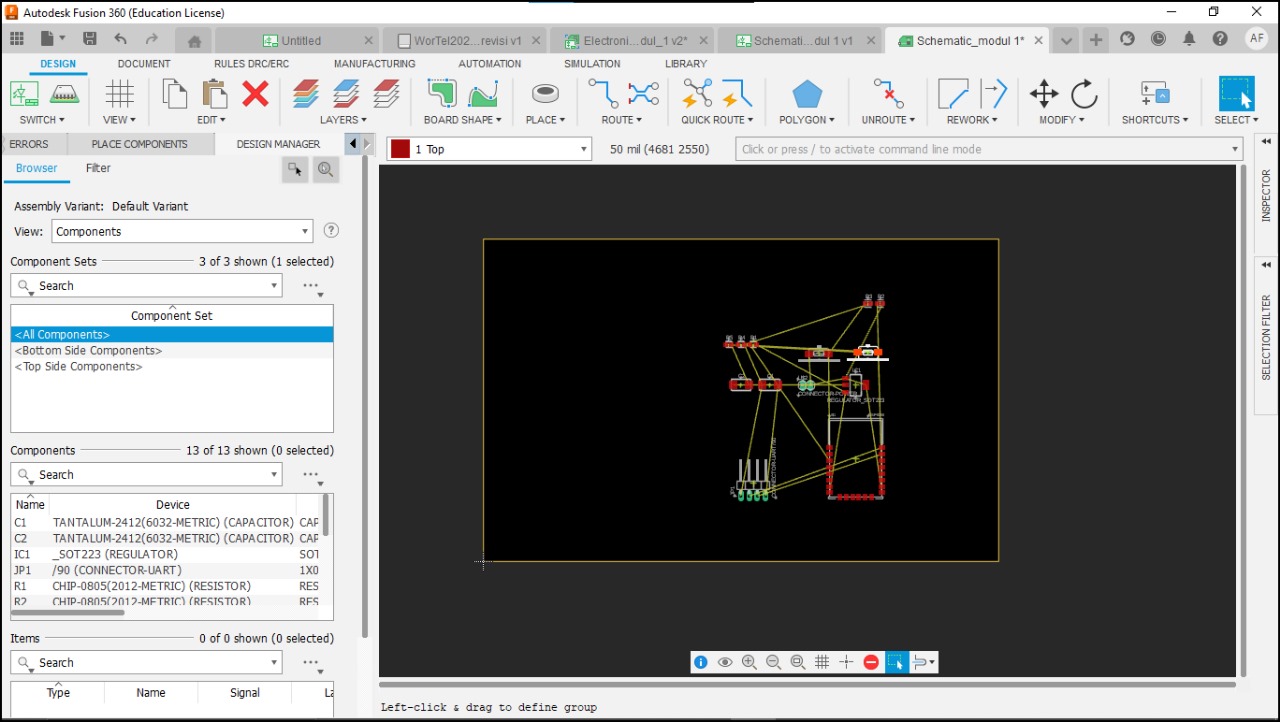 Autodesk Fusion 360 (Education License)
Untitled
WorTel202... revisi v1
Electroni...dul_1 v2*
Schemati...dul 1 v1
Schematic_modul 1*
AF
DESIGN
DOCUMENT
RULES DRC/ERC
MANUFACTURING
AUTOMATION
SIMULATION
LIBRARY
SWITCH
VIEW
EDIT
LAYERS
BOARD SHAPE
PLACE
ROUTE
QUICK ROUTE
POLYGON
UNROUTE
REWORK
MODIFY
SHORTCUTS
SELECT
ERRORS
PLACE COMPONENTS
DESIGN MANAGER
1 Top
50 mil (4681 2550)
Click or press / to activate command line mode
Browser
Filter
Assembly Variant: Default Variant
View: Components
Component Sets 3 of 3 shown (1 selected)
Search
Component Set
<All Components>
<Bottom Side Components>
<Top Side Components>
Components 13 of 13 shown (0 selected)
Search
Name Device
C1 TANTALUM-2412(6032-METRIC) (CAPACITOR) CAP
C2 TANTALUM-2412(6032-METRIC) (CAPACITOR) CAP
IC1 _SOT223 (REGULATOR) SOT
JP1 /90 (CONNECTOR-UART) 1X0
R1 CHIP-0805(2012-METRIC) (RESISTOR) RES
R2 CHIP-0805(2012-METRIC) (RESISTOR) RES
Items 0 of 0 shown (0 selected)
Search
Type Name Signal
REGULATOR_SOT223
INSPECTOR
SELECTION FILTER
Left-click & drag to define group